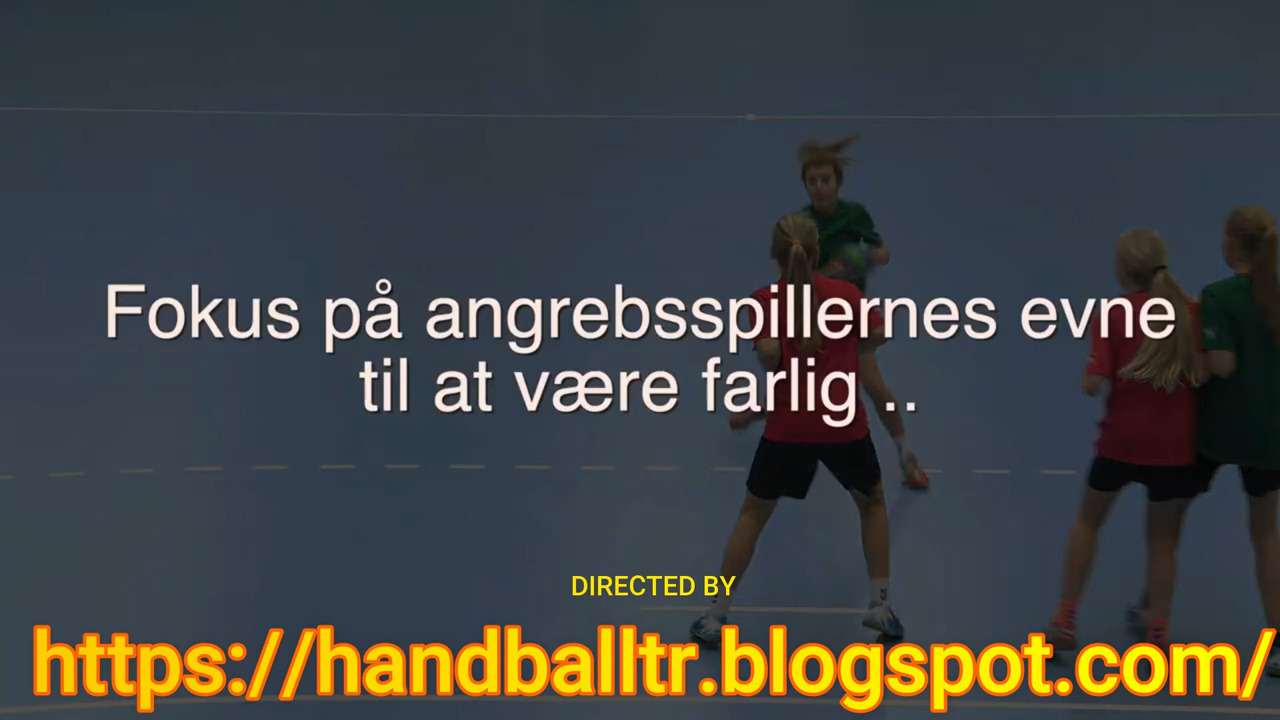 Fokus på angrebsspillernes evne
til at være farlig ..
DIRECTED BY
https://handballtr.blogspot.com/